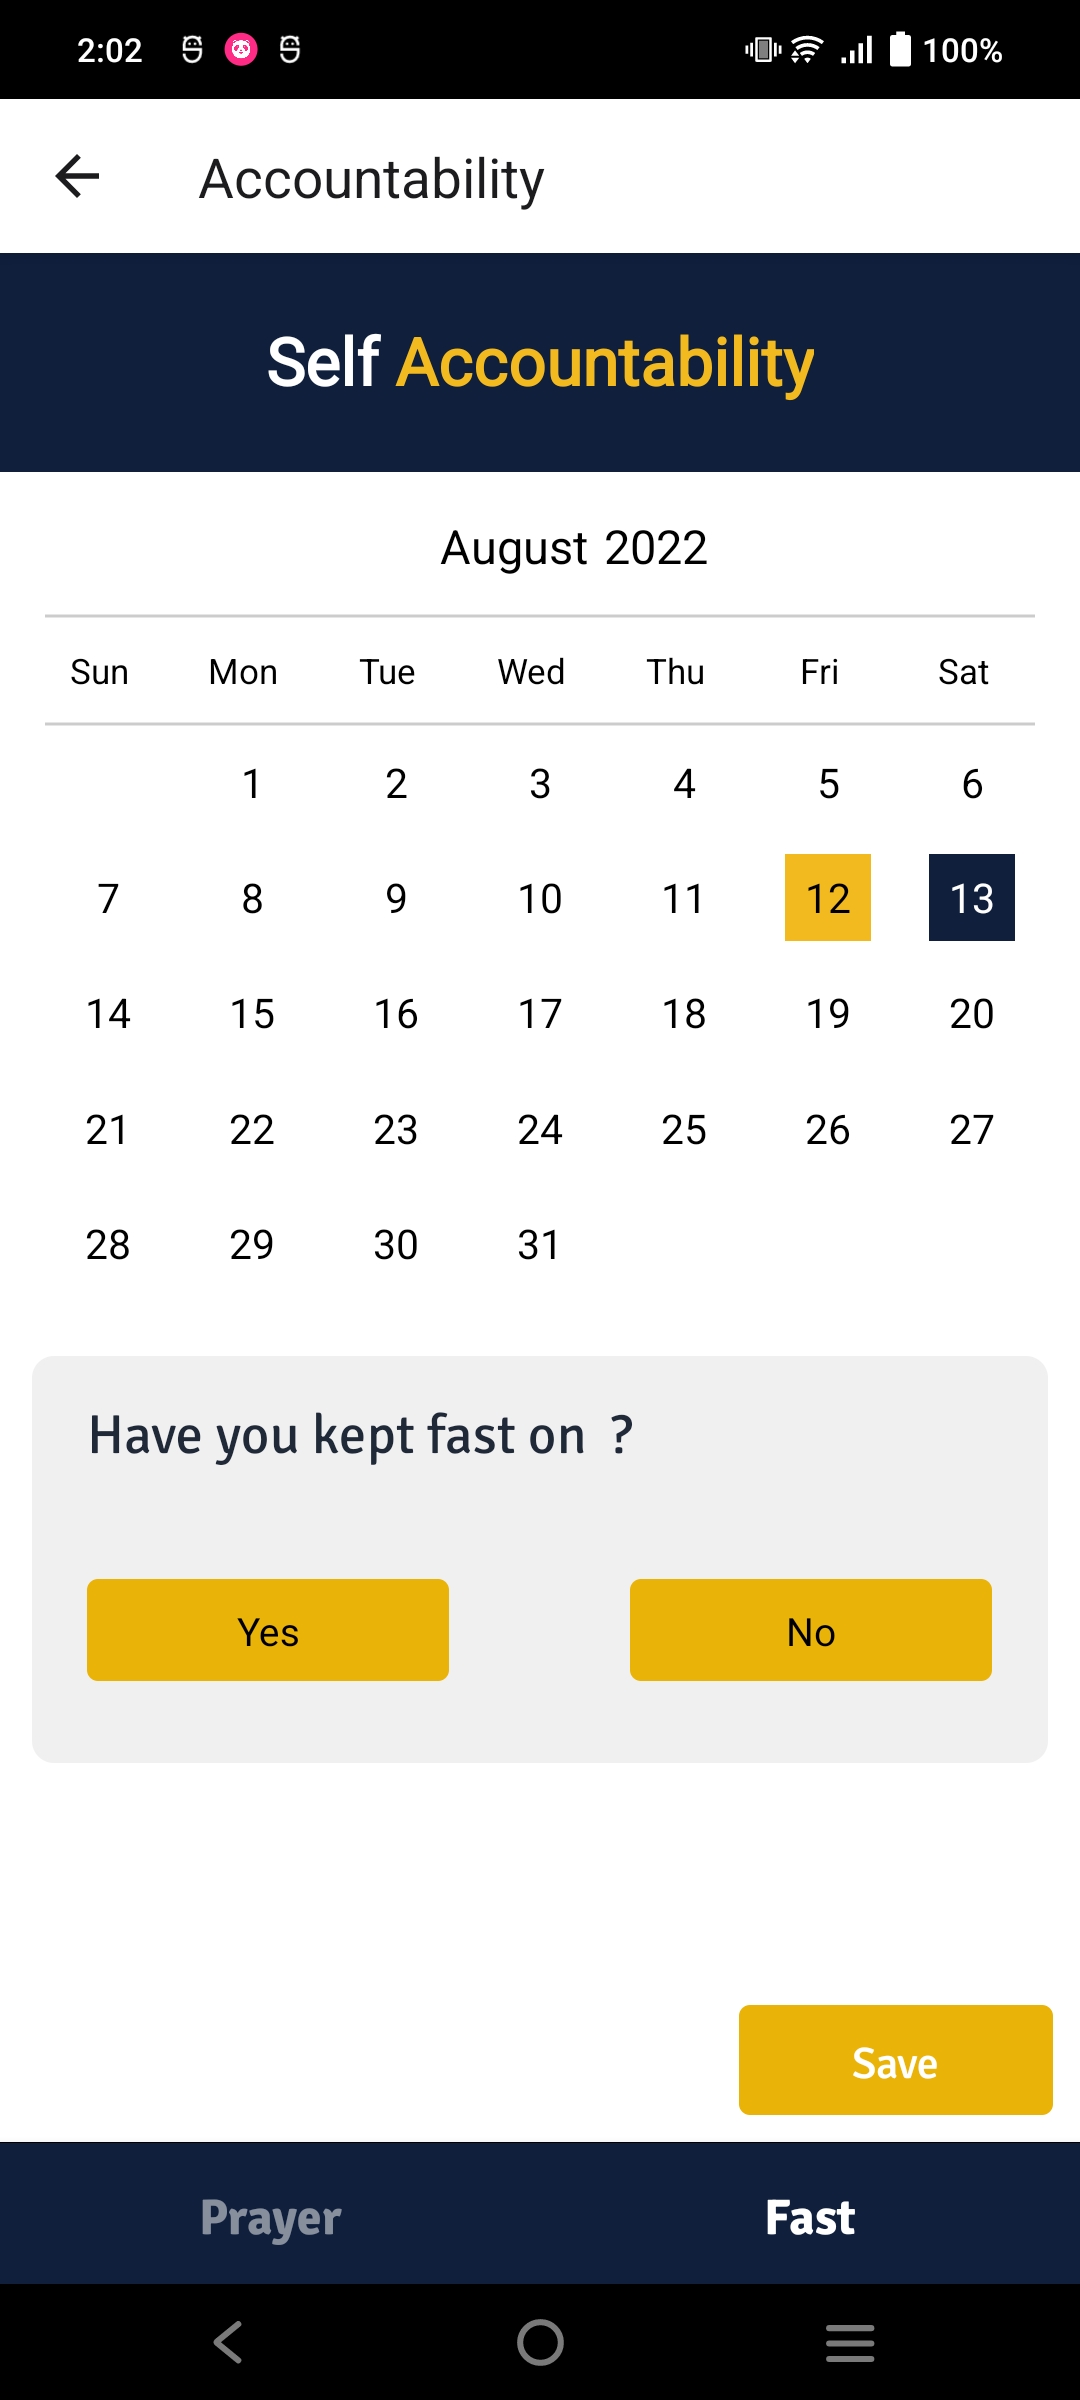 2:02 100%
Accountability
Self Accountability
August 2022
Sun Mon Tue Wed Thu Fri Sat
1 2 3 4 5 6
7 8 9 10 11 12 13
14 15 16 17 18 19 20
21 22 23 24 25 26 27
28 29 30 31
Have you kept fast on ?
Yes No
Save
Prayer Fast